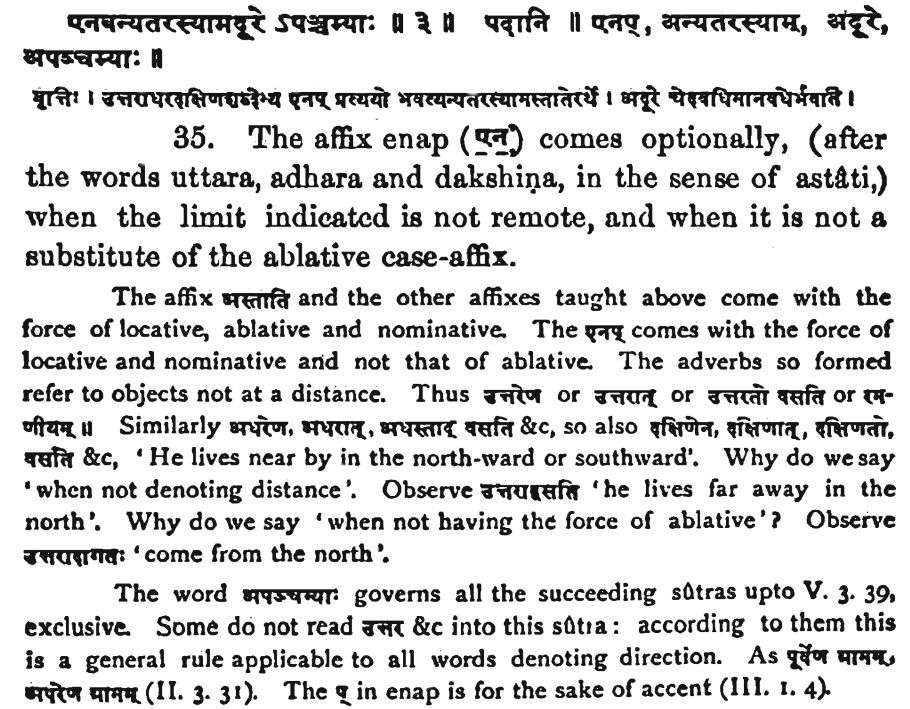 एनबन्यतरस्यामदूरे ऽपञ्चम्याः ॥ ३ ॥ पदानि ॥ एनप्, अन्यतरस्याम्, अदूरे,
अपञ्चम्याः ॥
वृत्तिः । उत्तराधरदक्षिणशब्देभ्य एनप् प्रत्ययो भवत्यन्यतरस्यामस्तातेरर्थे । अदूरे चेदवधिमानवधेर्भवति ।
35. The affix enap (एन॒) comes optionally, (after
the words uttara, adhara and dakshiṇa, in the sense of astâti,)
when the limit indicated is not remote, and when it is not a
substitute of the ablative case-affix.
The affix अस्ताति and the other affixes taught above come with the
force of locative, ablative and nominative. The एनप् comes with the force of
locative and nominative and not that of ablative. The adverbs so formed
refer to objects not at a distance. Thus उत्तरेण or उत्तरात् or उत्तरतो वसति or रम-
णीयम् ॥ Similarly अधरेण, अधरात्, अधस्ताद् वसति &c, so also दक्षिणेन, दक्षिणात्, दक्षिणतो,
वसति &c, 'He lives near by in the north-ward or southward'. Why do we say
'when not denoting distance'. Observe उत्तराद्वसति 'he lives far away in the
north'. Why do we say 'when not having the force of ablative'? Observe
उत्तरादागतः 'come from the north'.
The word अपञ्चम्याः governs all the succeeding sûtras upto V. 3. 39,
exclusive. Some do not read उत्तर &c into this sûtra: according to them this
is a general rule applicable to all words denoting direction. As पूर्वेण ग्रामम्,
अपरेण ग्रामम् (II. 3. 31). The प् in enap is for the sake of accent (III. 1. 4).